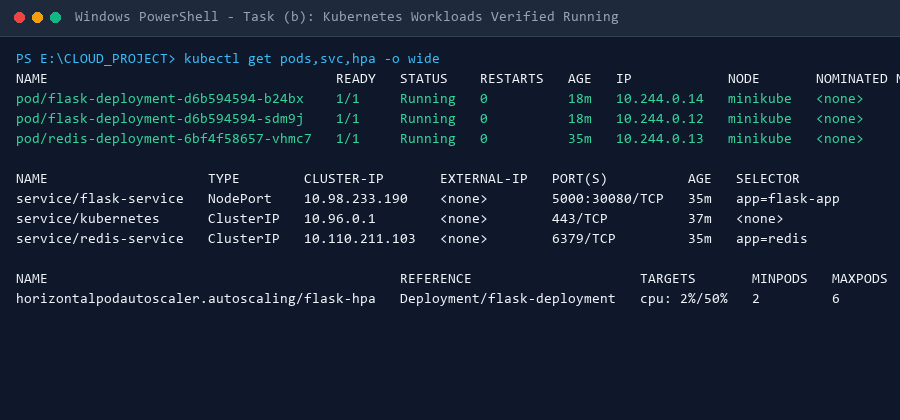 Windows PowerShell - Task (b): Kubernetes Workloads Verified Running
PS E:\CLOUD_PROJECT> kubectl get pods,svc,hpa -o wide
NAME READY STATUS RESTARTS AGE IP NODE NOMINATED N
pod/flask-deployment-d6b594594-b24bx 1/1 Running 0 18m 10.244.0.14 minikube <none>
pod/flask-deployment-d6b594594-sdm9j 1/1 Running 0 18m 10.244.0.12 minikube <none>
pod/redis-deployment-6bf4f58657-vhmc7 1/1 Running 0 35m 10.244.0.13 minikube <none>
NAME TYPE CLUSTER-IP EXTERNAL-IP PORT(S) AGE SELECTOR
service/flask-service NodePort 10.98.233.190 <none> 5000:30080/TCP 35m app=flask-app
service/kubernetes ClusterIP 10.96.0.1 <none> 443/TCP 37m <none>
service/redis-service ClusterIP 10.110.211.103 <none> 6379/TCP 35m app=redis
NAME REFERENCE TARGETS MINPODS MAXPODS
horizontalpodautoscaler.autoscaling/flask-hpa Deployment/flask-deployment cpu: 2%/50% 2 6